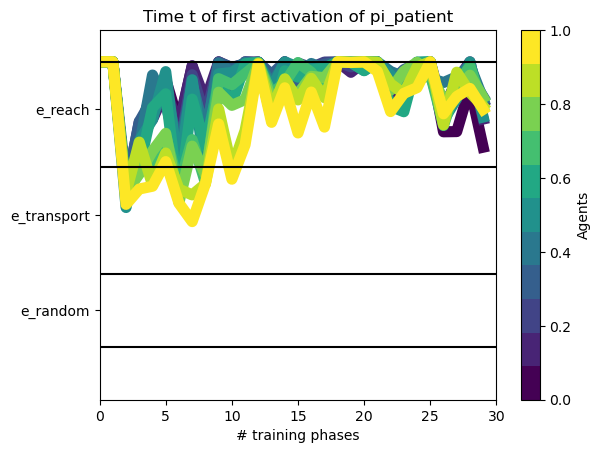 Time t of first activation of pi_patient
e_reach
e_transport
e_random
0
5
10
15
20
25
30
# training phases
1.0
0.8
0.6
0.4
0.2
0.0
Agents